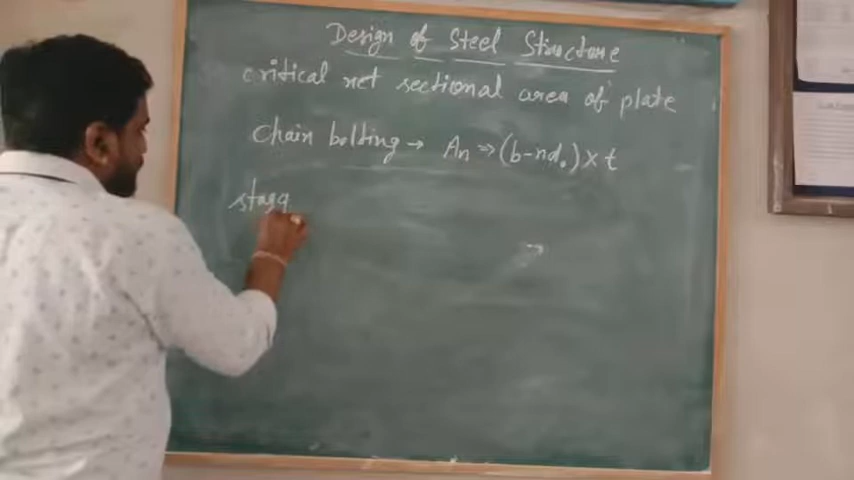 Design of Steel Structure
critical net sectional area of plate
chain bolting → An ⇒ (b-nd₀) × t
stagg